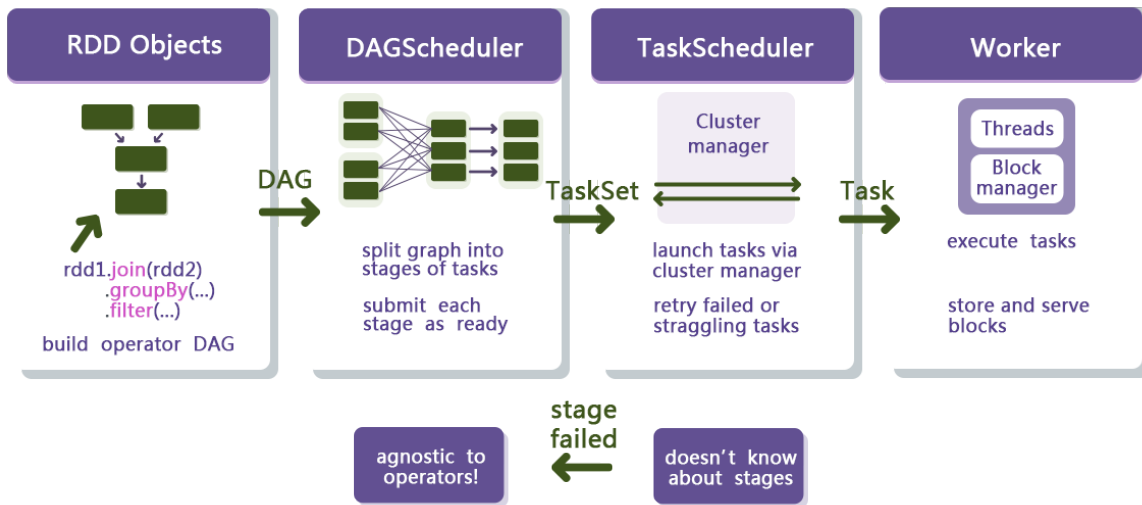 RDD Objects
rdd1.join(rdd2)
.groupBy(...)
.filter(...)
build operator DAG
DAG
DAGScheduler
split graph into
stages of tasks
submit each
stage as ready
TaskSet
TaskScheduler
Cluster
manager
launch tasks via
cluster manager
retry failed or
straggling tasks
Task
Worker
Threads
Block
manager
execute tasks
store and serve
blocks
agnostic to
operators!
stage
failed
doesn't know
about stages